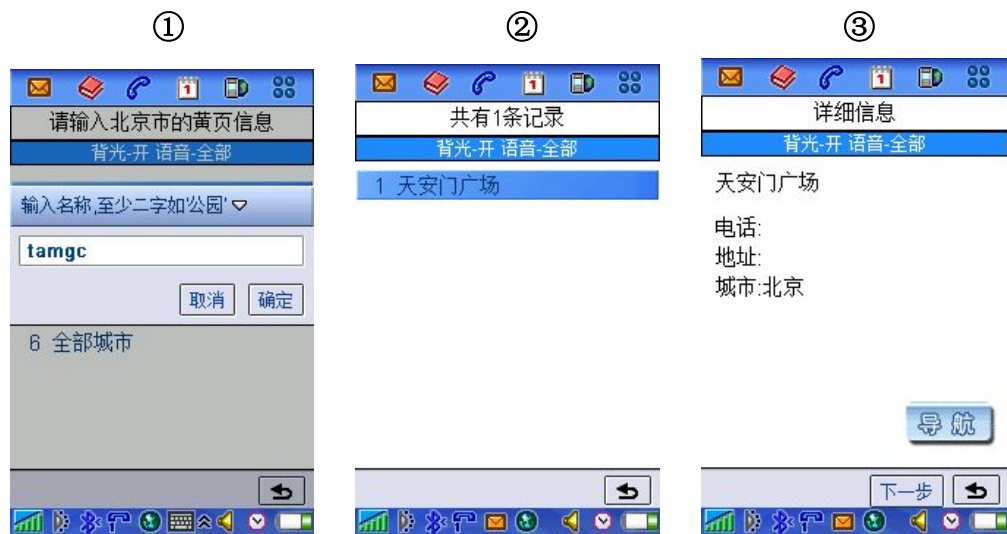 ①
请输入北京市的黄页信息
背光-开 语音-全部
输入名称,至少二字如'公园'
tamgc
取消 确定
6 全部城市
②
共有1条记录
背光-开 语音-全部
1 天安门广场
③
详细信息
背光-开 语音-全部
天安门广场
电话:
地址:
城市:北京
导航
下一步